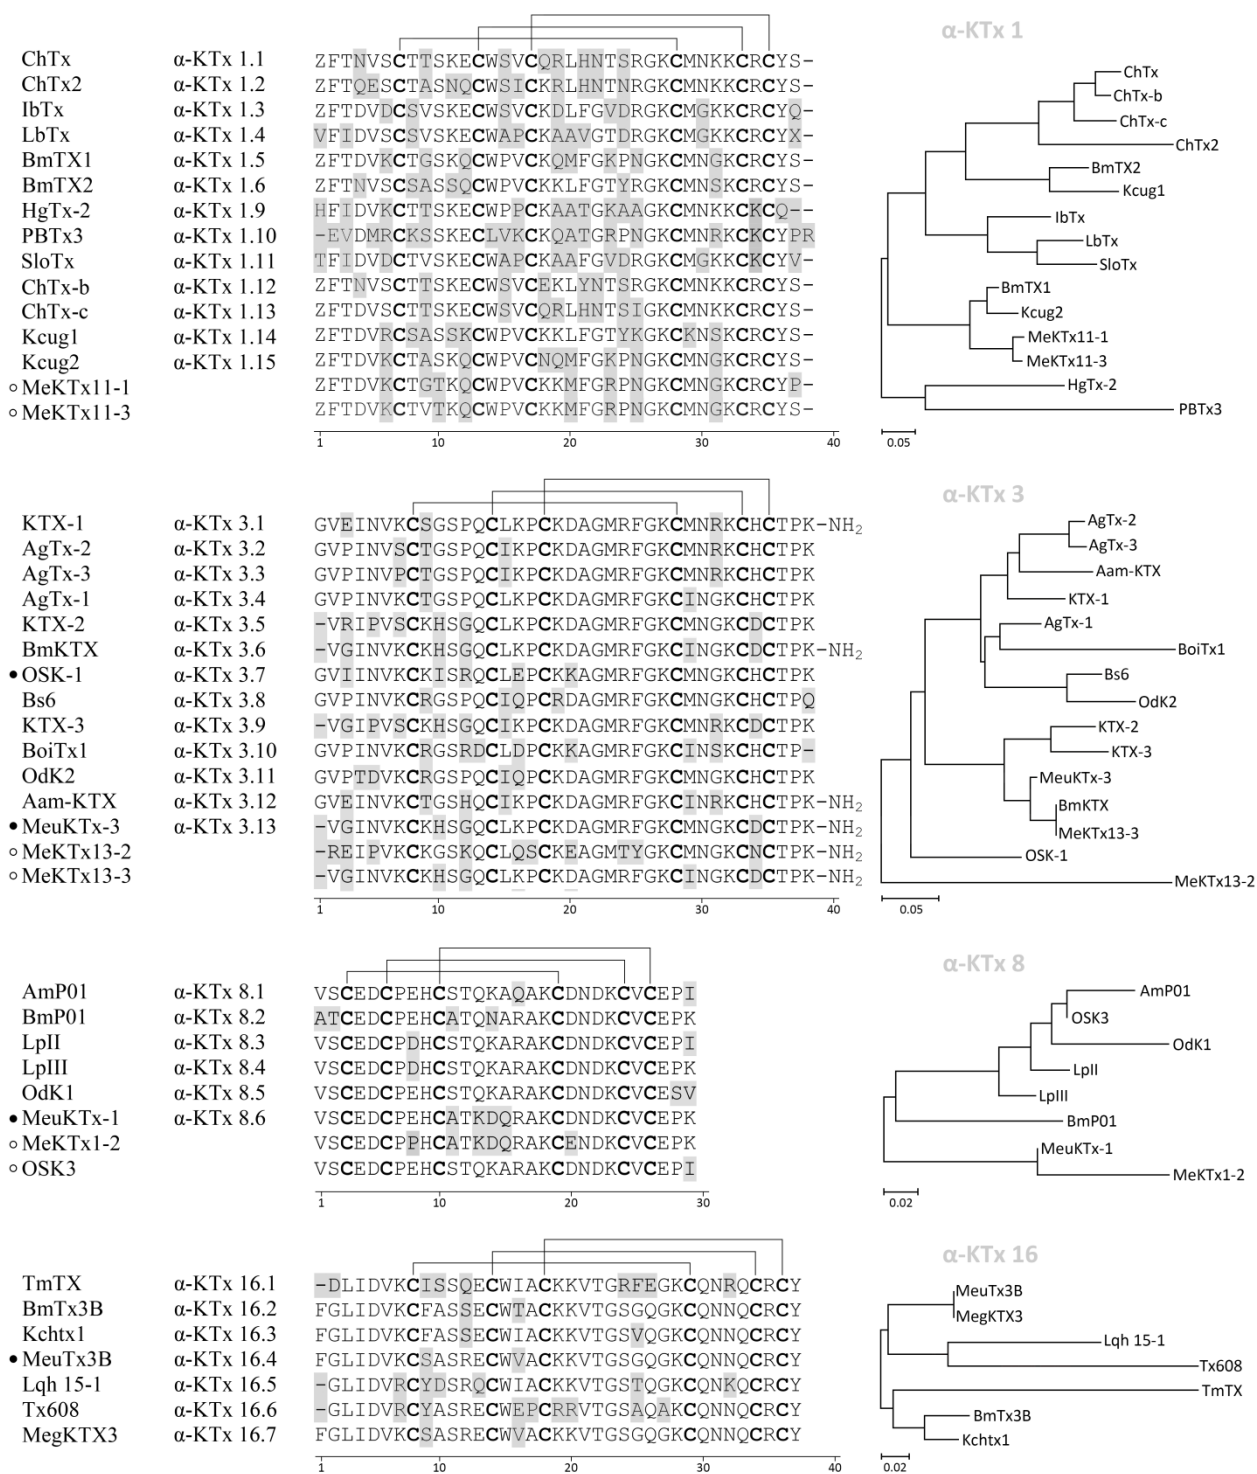 α-KTx 1
ChTx α-KTx 1.1 ZFTNVSCTTSKECWSVCQRLHNTSRGKCMNKKCRCYS-
ChTx2 α-KTx 1.2 ZFTQESCTASNQCWSICKRLHNTNRGKCMNKKCRCYS-
IbTx α-KTx 1.3 ZFTDVDCSVSKECWSVCKDLFGVDRGKCMGKKCRCYQ-
LbTx α-KTx 1.4 VFIDVSCSVSKECWAPCKAAVGTDRGKCMGKKCRCYX-
BmTX1 α-KTx 1.5 ZFTDVKCTGSKQCWPVCKQMFGKPNGKCMNGKCRCYS-
BmTX2 α-KTx 1.6 ZFTNVSCSASSQCWPVCKKLFGTYRGKCMNSKCRCYS-
HgTx-2 α-KTx 1.9 HFIDVKCTTSKECWPPCKAATGKAAGKCMNKKCKCQ--
PBTx3 α-KTx 1.10 -EVDMRCKSSKECLVKCKQATGRPNGKCMNRKCKCYPR
SloTx α-KTx 1.11 TFIDVDCTVSKECWAPCKAAFGVDRGKCMGKKCKCYV-
ChTx-b α-KTx 1.12 ZFTNVSCTTSKECWSVCEKLYNTSRGKCMNKKCRCYS-
ChTx-c α-KTx 1.13 ZFTDVSCTTSKECWSVCQRLHNTSIGKCMNKKCRCYS-
Kcug1 α-KTx 1.14 ZFTDVRCSASSKCWPVCKKLFGTYKGKCKNSKCRCYS-
Kcug2 α-KTx 1.15 ZFTDVKCTASKQCWPVCNQMFGKPNGKCMNGKCRCYS-
MeKTx11-1 ZFTDVKCTGTKQCWPVCKKMFGRPNGKCMNGKCRCYP-
MeKTx11-3 ZFTDVKCTVTKQCWPVCKKMFGRPNGKCMNGKCRCYS-
1 10 20 30 40
ChTx
ChTx-b
ChTx-c
ChTx2
BmTX2
Kcug1
IbTx
LbTx
SloTx
BmTX1
Kcug2
MeKTx11-1
MeKTx11-3
HgTx-2
PBTx3
0.05
α-KTx 3
KTX-1 α-KTx 3.1 GVEINVKCSGSPQCLKPCKDAGMRFGKCMNRKCHCTPK-NH₂
AgTx-2 α-KTx 3.2 GVPINVSCTGSPQCIKPCKDAGMRFGKCMNRKCHCTPK
AgTx-3 α-KTx 3.3 GVPINVPCTGSPQCIKPCKDAGMRFGKCMNRKCHCTPK
AgTx-1 α-KTx 3.4 GVPINVKCTGSPQCLKPCKDAGMRFGKCINGKCHCTPK
KTX-2 α-KTx 3.5 -VRIPVSCKHSGQCLKPCKDAGMRFGKCMNGKCDCTPK
BmKTX α-KTx 3.6 -VGINVKCKHSGQCLKPCKDAGMRFGKCINGKCDCTPK-NH₂
OSK-1 α-KTx 3.7 GVIINVKCKISRQCLEPCKKAGMRFGKCMNGKCHCTPK
Bs6 α-KTx 3.8 GVPINVKCRGSPQCIQPCRDAGMRFGKCMNGKCHCTPQ
KTX-3 α-KTx 3.9 -VGIPVSCKHSGQCIKPCKDAGMRFGKCMNRKCDCTPK
BoiTx1 α-KTx 3.10 GVPINVKCRGSRDCLDPCKKAGMRFGKCINSKCHCTP-
OdK2 α-KTx 3.11 GVPTDVKCRGSPQCIQPCKDAGMRFGKCMNGKCHCTPK
Aam-KTX α-KTx 3.12 GVEINVKCTGSHQCIKPCKDAGMRFGKCINRKCHCTPK-NH₂
MeuKTx-3 α-KTx 3.13 -VGINVKCKHSGQCLKPCKDAGMRFGKCMNGKCDCTPK-NH₂
MeKTx13-2 -REIPVKCKGSKQCLQSCKEAGMTYGKCMNGKCNCTPK-NH₂
MeKTx13-3 -VGINVKCKHSGQCLKPCKDAGMRFGKCINGKCDCTPK-NH₂
1 10 20 30 40
AgTx-2
AgTx-3
Aam-KTX
KTX-1
AgTx-1
BoiTx1
Bs6
OdK2
KTX-2
KTX-3
MeuKTx-3
BmKTX
MeKTx13-3
OSK-1
MeKTx13-2
0.05
α-KTx 8
AmP01 α-KTx 8.1 VSCEDCPEHCSTQKAQAKCDNDKCVCEPI
BmP01 α-KTx 8.2 ATCEDCPEHCATQNARAKCDNDKCVCEPK
LpII α-KTx 8.3 VSCEDCPDHCSTQKARAKCDNDKCVCEPI
LpIII α-KTx 8.4 VSCEDCPDHCSTQKARAKCDNDKCVCEPK
OdK1 α-KTx 8.5 VSCEDCPEHCSTQKARAKCDNDKCVCESV
MeuKTx-1 α-KTx 8.6 VSCEDCPEHCATKDQRAKCDNDKCVCEPK
MeKTx1-2 VSCEDCPPHCATKDQRAKCENDKCVCEPK
OSK3 VSCEDCPEHCSTQKARAKCDNDKCVCEPI
1 10 20 30
AmP01
OSK3
OdK1
LpII
LpIII
BmP01
MeuKTx-1
MeKTx1-2
0.02
α-KTx 16
TmTX α-KTx 16.1 -DLIDVKCISSQECWIACKKVTGRFEGKCQNRQCRCY
BmTx3B α-KTx 16.2 FGLIDVKCFASSECWTACKKVTGSGQGKCQNNQCRCY
Kchtx1 α-KTx 16.3 FGLIDVKCFASSECWIACKKVTGSVQGKCQNNQCRCY
MeuTx3B α-KTx 16.4 FGLIDVKCSASRECWVACKKVTGSGQGKCQNNQCRCY
Lqh 15-1 α-KTx 16.5 -GLIDVRCYDSRQCWIACKKVTGSTQGKCQNKQCRCY
Tx608 α-KTx 16.6 -GLIDVRCYASRECWEPCRRVTGSAQAKCQNNQCRCY
MegKTX3 α-KTx 16.7 FGLIDVKCSASRECWVACKKVTGSGQGKCQNNQCRCY
1 10 20 30 40
MeuTx3B
MegKTX3
Lqh 15-1
Tx608
TmTX
BmTx3B
Kchtx1
0.02